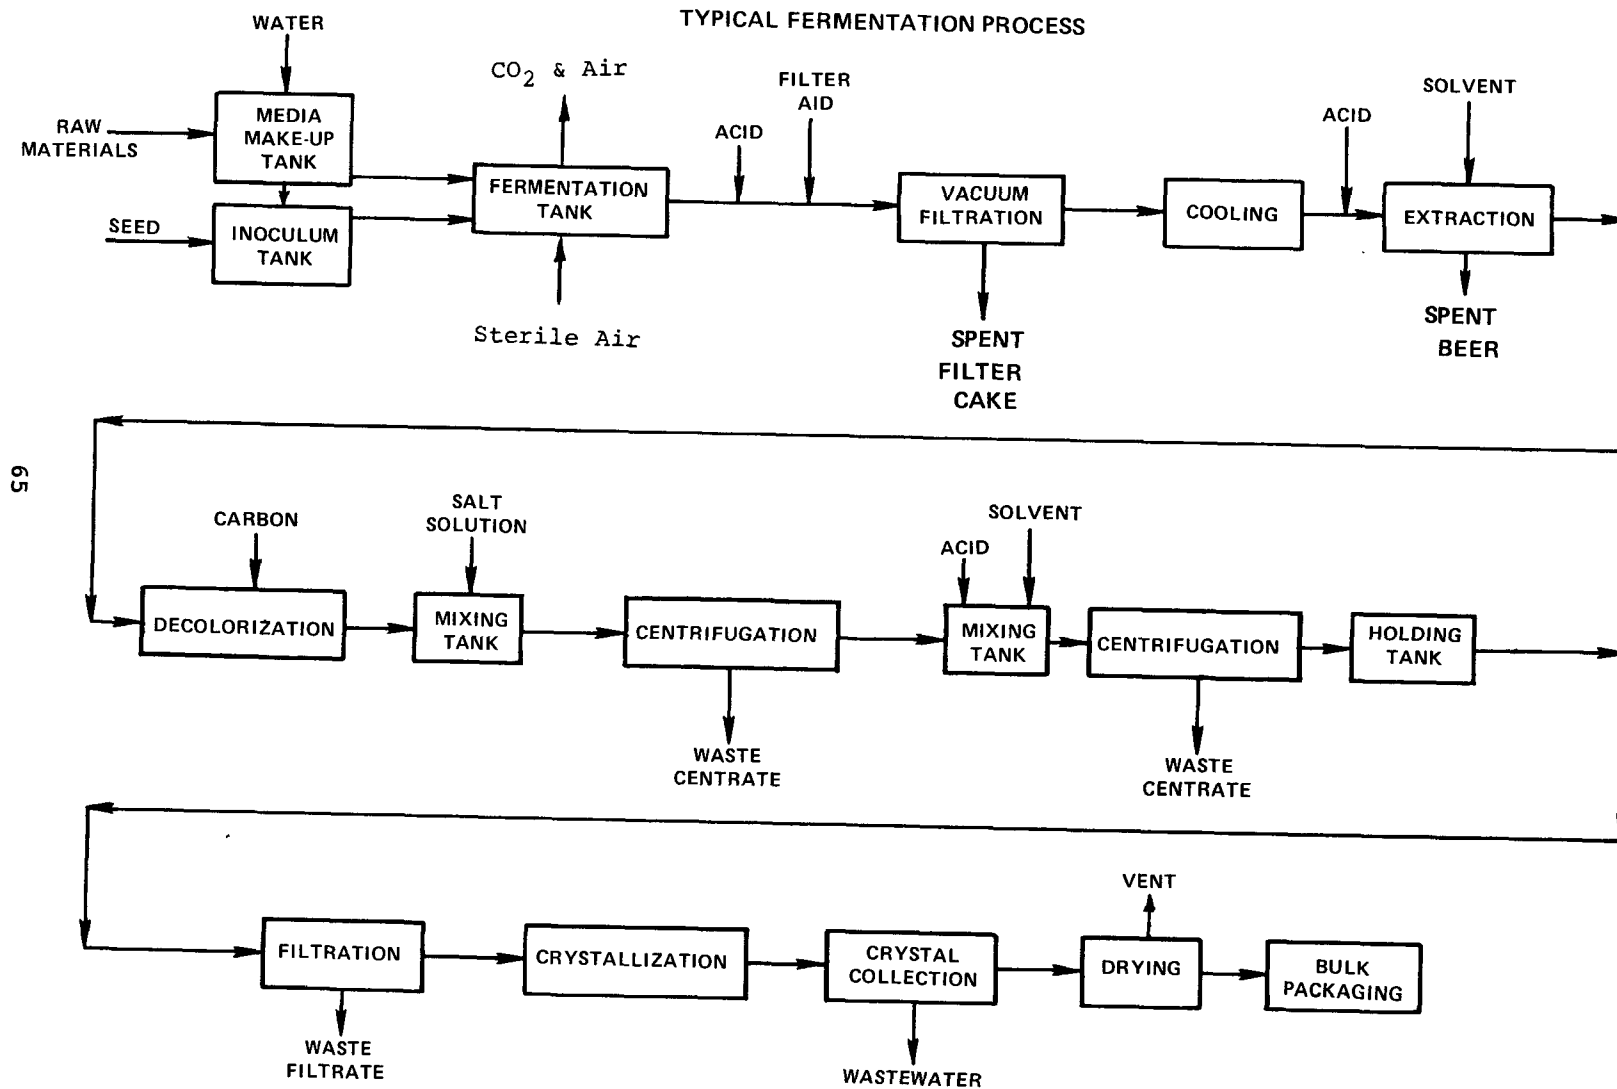 TYPICAL FERMENTATION PROCESS
WATER
CO2 & Air
FILTER
AID
SOLVENT
ACID
ACID
RAW
MATERIALS
MEDIA
MAKE-UP
TANK
FERMENTATION
TANK
VACUUM
FILTRATION
COOLING
EXTRACTION
SEED
INOCULUM
TANK
Sterile Air
SPENT
FILTER
CAKE
SPENT
BEER
65
CARBON
SALT
SOLUTION
SOLVENT
ACID
DECOLORIZATION
MIXING
TANK
CENTRIFUGATION
MIXING
TANK
CENTRIFUGATION
HOLDING
TANK
WASTE
CENTRATE
WASTE
CENTRATE
VENT
FILTRATION
CRYSTALLIZATION
CRYSTAL
COLLECTION
DRYING
BULK
PACKAGING
WASTE
FILTRATE
WASTEWATER